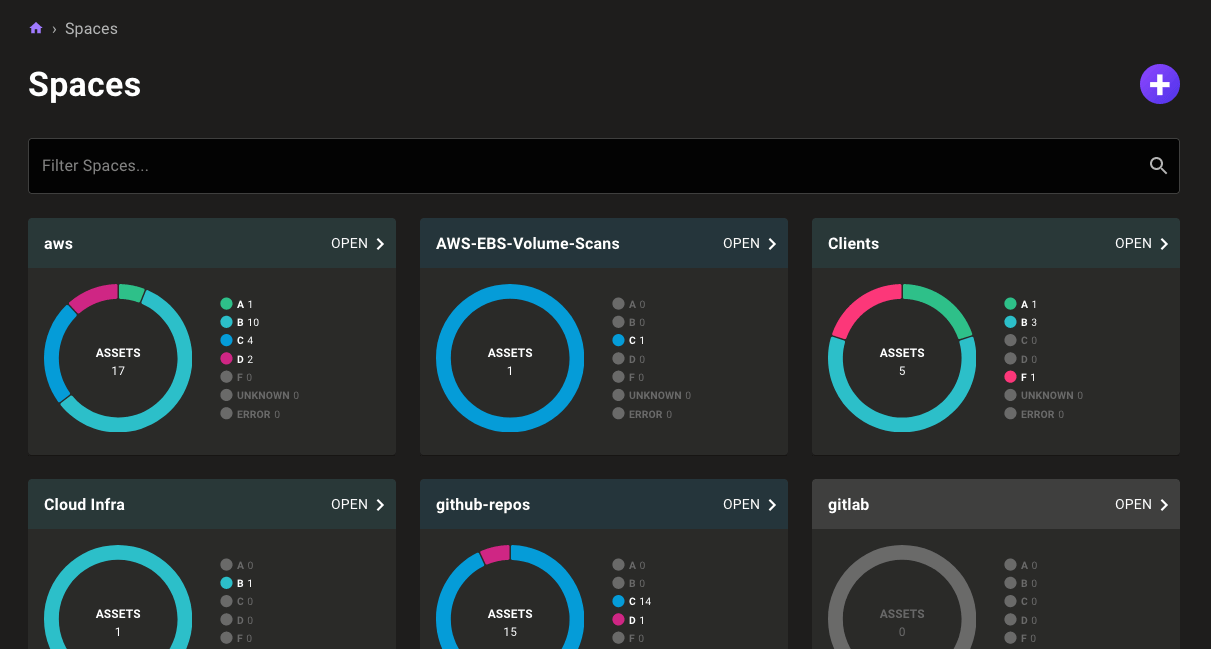 › Spaces
Spaces
Filter Spaces...
aws OPEN
ASSETS
17
A 1
B 10
C 4
D 2
F 0
UNKNOWN 0
ERROR 0
AWS-EBS-Volume-Scans OPEN
ASSETS
1
A 0
B 0
C 1
D 0
F 0
UNKNOWN 0
ERROR 0
Clients OPEN
ASSETS
5
A 1
B 3
C 0
D 0
F 1
UNKNOWN 0
ERROR 0
Cloud Infra OPEN
ASSETS
1
A 0
B 1
C 0
D 0
F 0
github-repos OPEN
ASSETS
15
A 0
B 0
C 14
D 1
F 0
gitlab OPEN
ASSETS
0
A 0
B 0
C 0
D 0
F 0